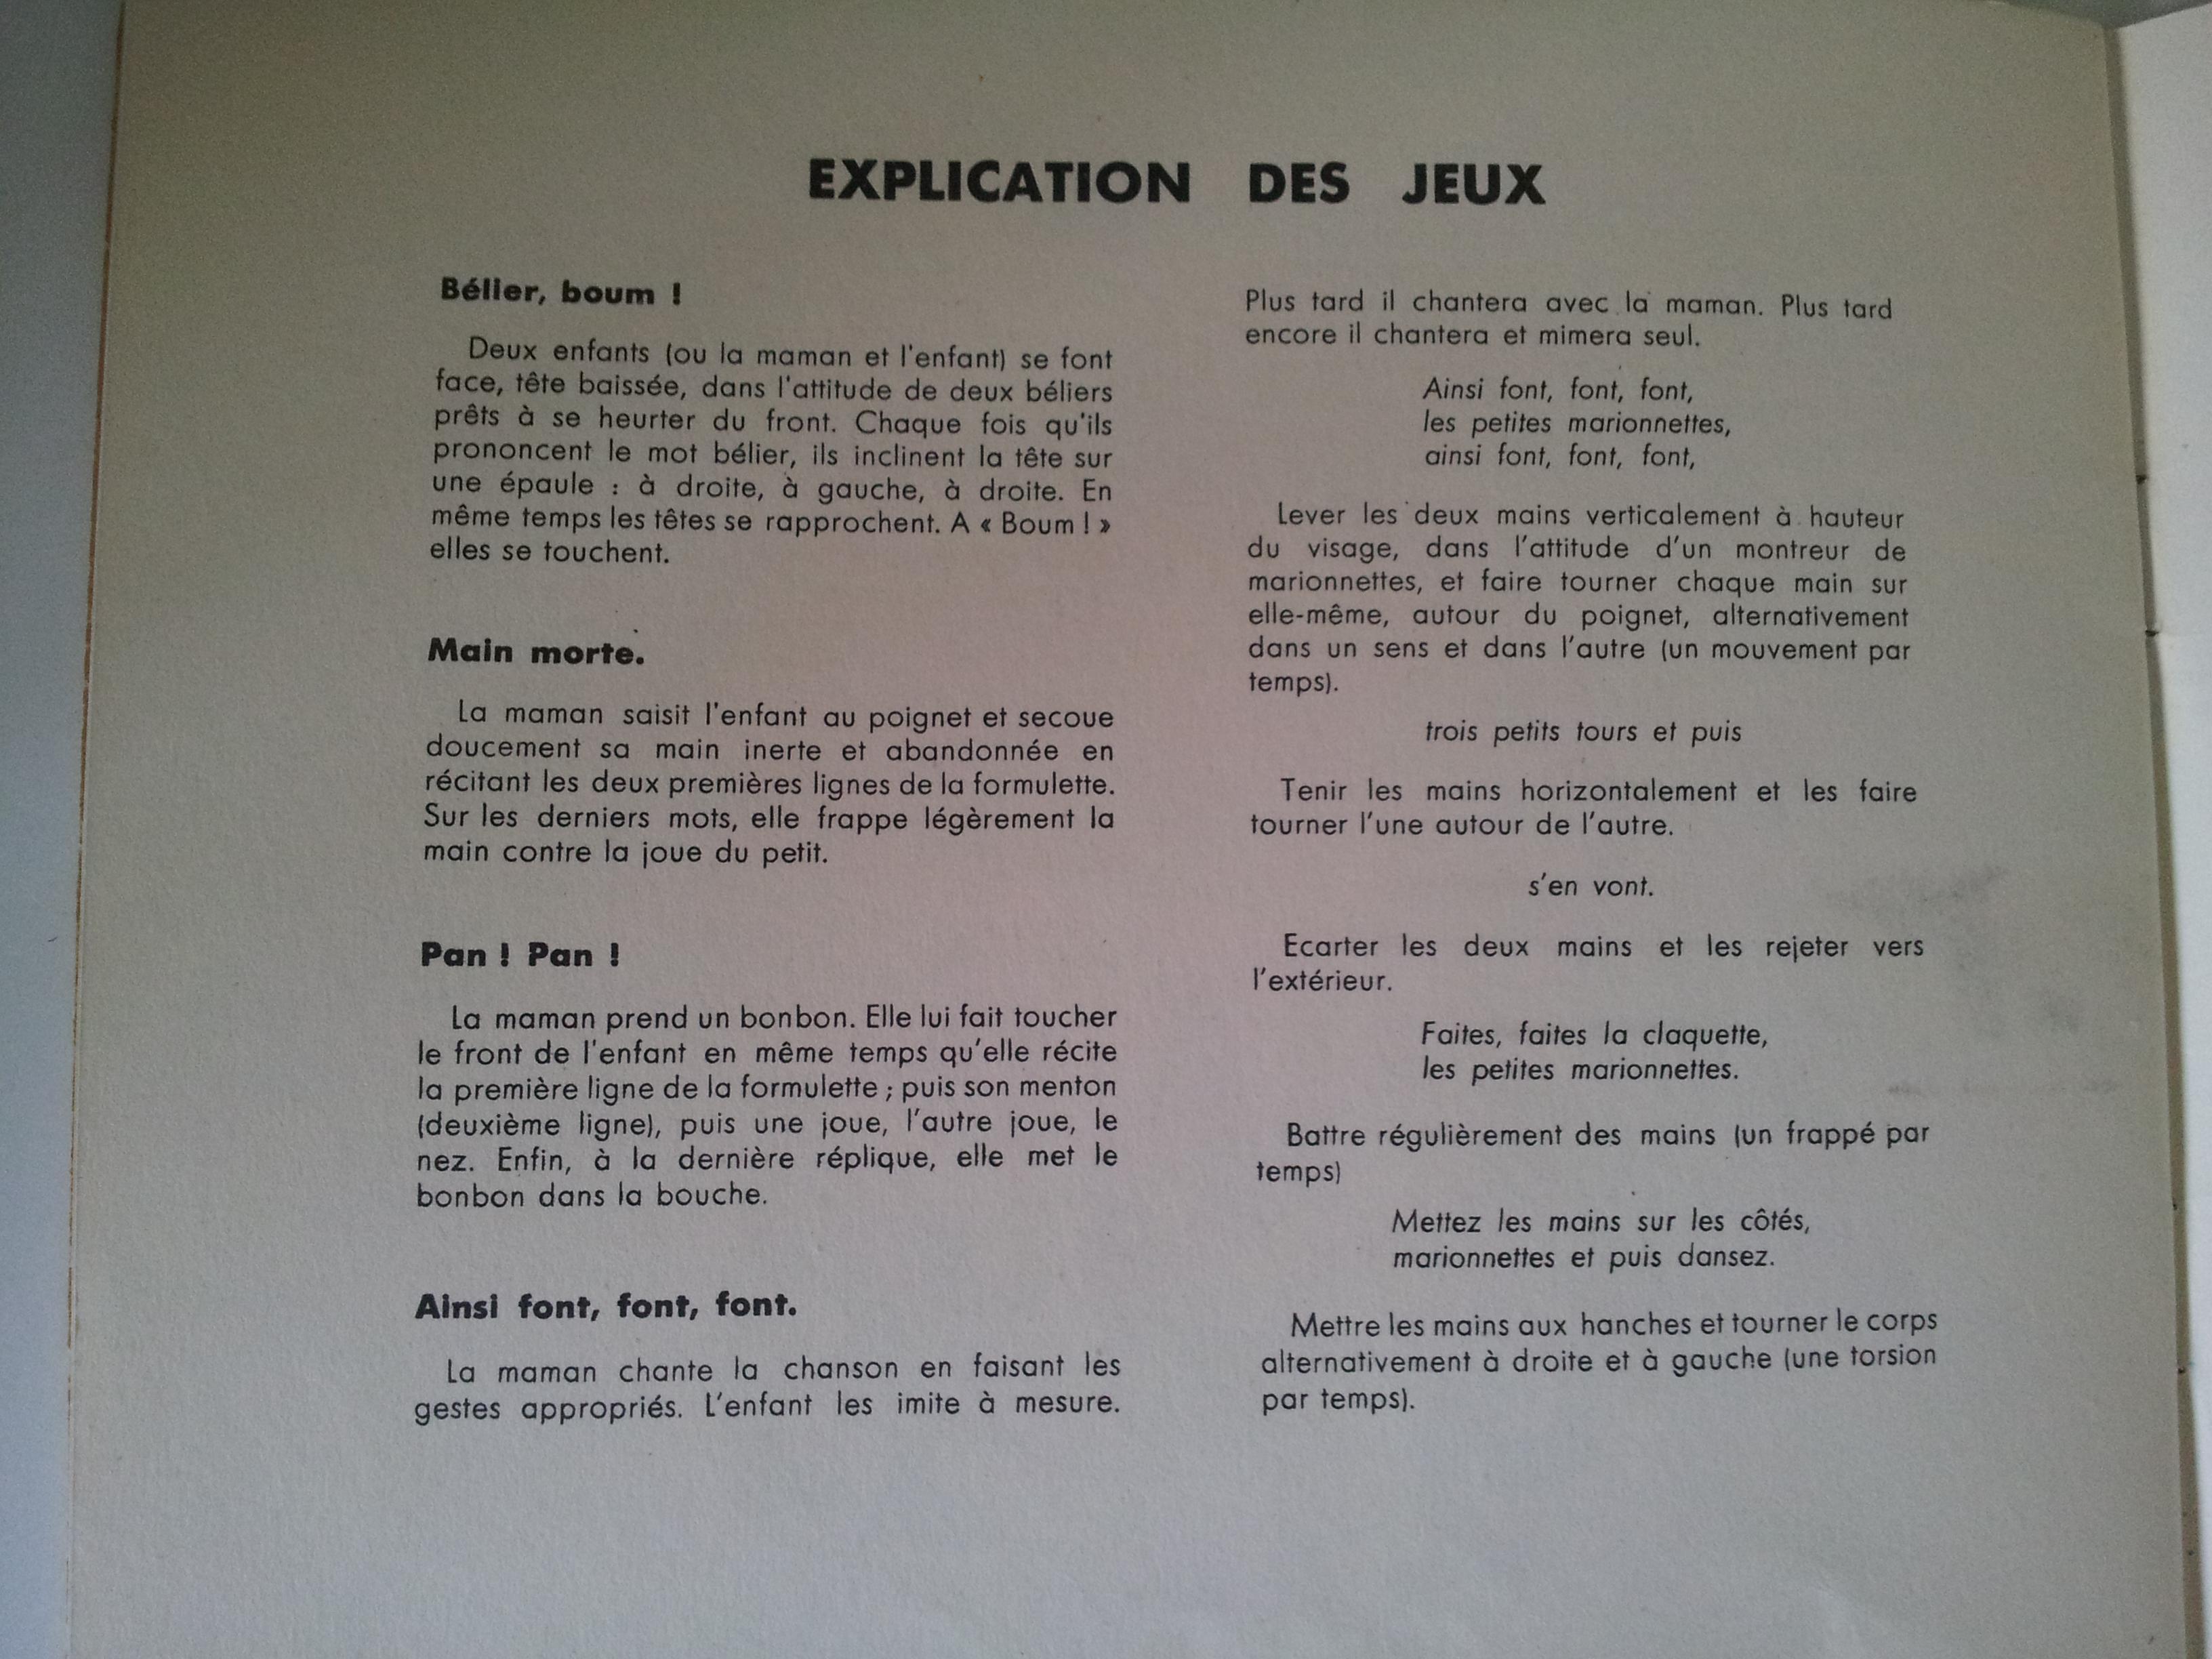 EXPLICATION DES JEUX
Bélier, boum !
Deux enfants (ou la maman et l'enfant) se font
face, tête baissée, dans l'attitude de deux béliers
prêts à se heurter du front. Chaque fois qu'ils
prononcent le mot bélier, ils inclinent la tête sur
une épaule : à droite, à gauche, à droite. En
même temps les têtes se rapprochent. A « Boum ! »
elles se touchent.
Main morte.
La maman saisit l'enfant au poignet et secoue
doucement sa main inerte et abandonnée en
récitant les deux premières lignes de la formulette.
Sur les derniers mots, elle frappe légèrement la
main contre la joue du petit.
Pan ! Pan !
La maman prend un bonbon. Elle lui fait toucher
le front de l'enfant en même temps qu'elle récite
la première ligne de la formulette ; puis son menton
(deuxième ligne), puis une joue, l'autre joue, le
nez. Enfin, à la dernière réplique, elle met le
bonbon dans la bouche.
Ainsi font, font, font.
La maman chante la chanson en faisant les
gestes appropriés. L'enfant les imite à mesure.
Plus tard il chantera avec la maman. Plus tard
encore il chantera et mimera seul.
Ainsi font, font, font,
les petites marionnettes,
ainsi font, font, font,
Lever les deux mains verticalement à hauteur
du visage, dans l'attitude d'un montreur de
marionnettes, et faire tourner chaque main sur
elle-même, autour du poignet, alternativement
dans un sens et dans l'autre (un mouvement par
temps).
trois petits tours et puis
Tenir les mains horizontalement et les faire
tourner l'une autour de l'autre.
s'en vont.
Ecarter les deux mains et les rejeter vers
l'extérieur.
Faites, faites la claquette,
les petites marionnettes.
Battre régulièrement des mains (un frappé par
temps)
Mettez les mains sur les côtés,
marionnettes et puis dansez.
Mettre les mains aux hanches et tourner le corps
alternativement à droite et à gauche (une torsion
par temps).